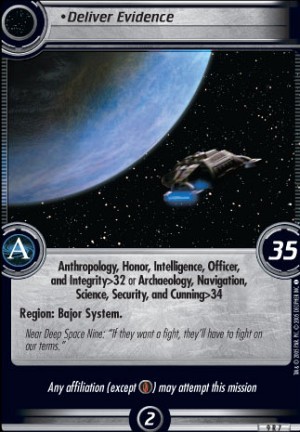 •Deliver Evidence
A
35
Anthropology, Honor, Intelligence, Officer,
and Integrity>32 or Archaeology, Navigation,
Science, Security, and Cunning>34
Region: Bajor System.
Near Deep Space Nine: "If they want a fight, they'll have to fight on
our terms."
Any affiliation (except ) may attempt this mission
2